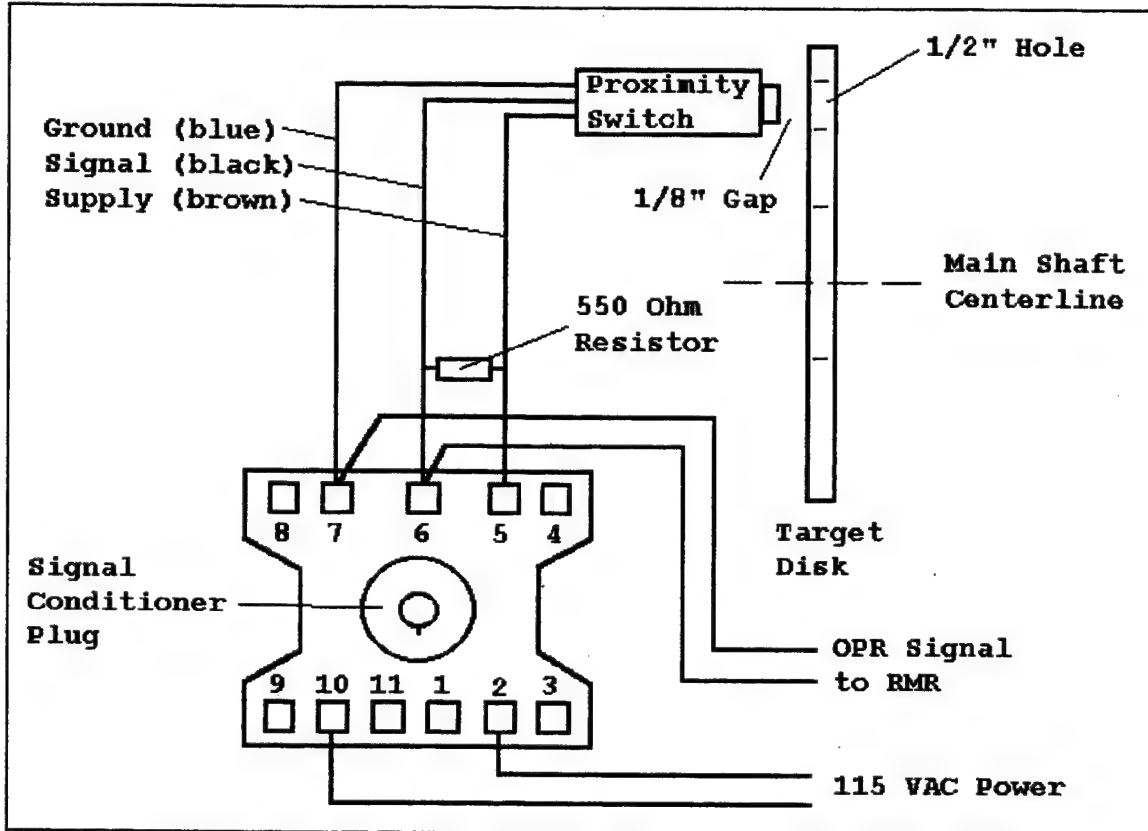 1/2" Hole
Proximity
Switch
Ground (blue)
Signal (black)
Supply (brown)
1/8" Gap
Main Shaft
Centerline
550 Ohm
Resistor
8 7 6 5 4
Target
Disk
Signal
Conditioner
Plug
OPR Signal
to RMR
9 10 11 1 2 3
115 VAC Power